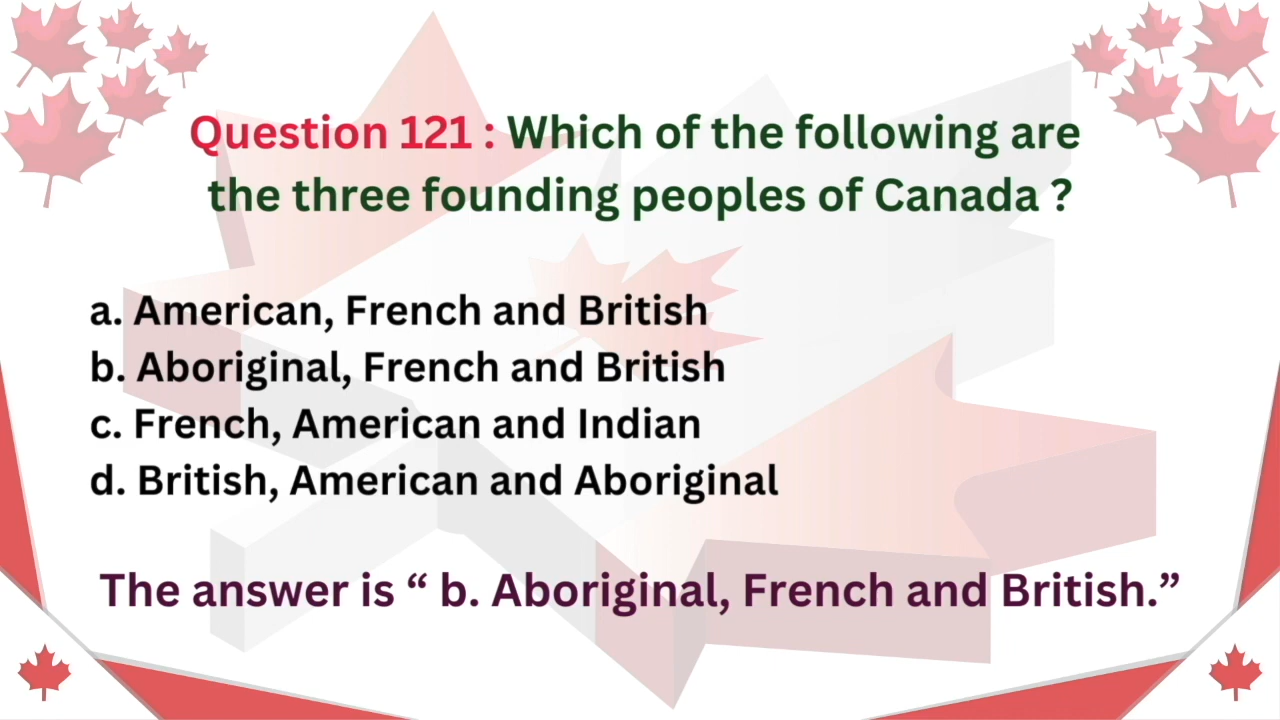 Question 121 : Which of the following are
the three founding peoples of Canada ?
a. American, French and British
b. Aboriginal, French and British
c. French, American and Indian
d. British, American and Aboriginal
The answer is “ b. Aboriginal, French and British.”